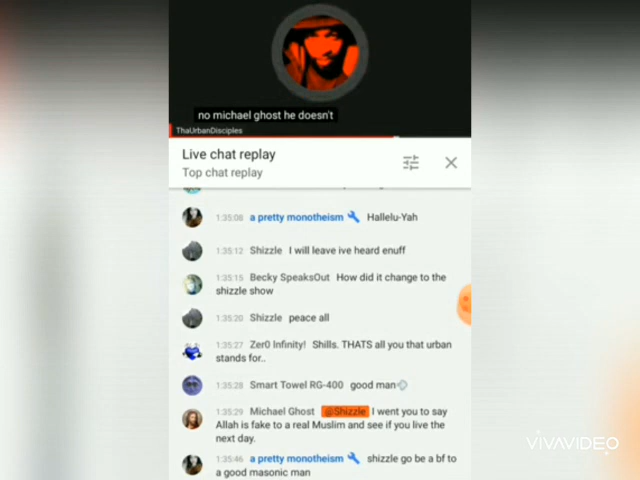 no michael ghost he doesn't
ThaUrbanDisciples
Live chat replay
Top chat replay
1:35:08 a pretty monotheism Hallelu-Yah
1:35:12 Shizzle I will leave ive heard enuff
1:35:15 Becky SpeaksOut How did it change to the
shizzle show
1:35:20 Shizzle peace all
1:35:27 Zer0 Infinity! Shills. THATS all you that urban
stands for..
1:35:28 Smart Towel RG-400 good man
1:35:29 Michael Ghost @Shizzle I went you to say
Allah is fake to a real Muslim and see if you live the
next day.
1:35:46 a pretty monotheism shizzle go be a bf to
a good masonic man
VIVAVIDEO